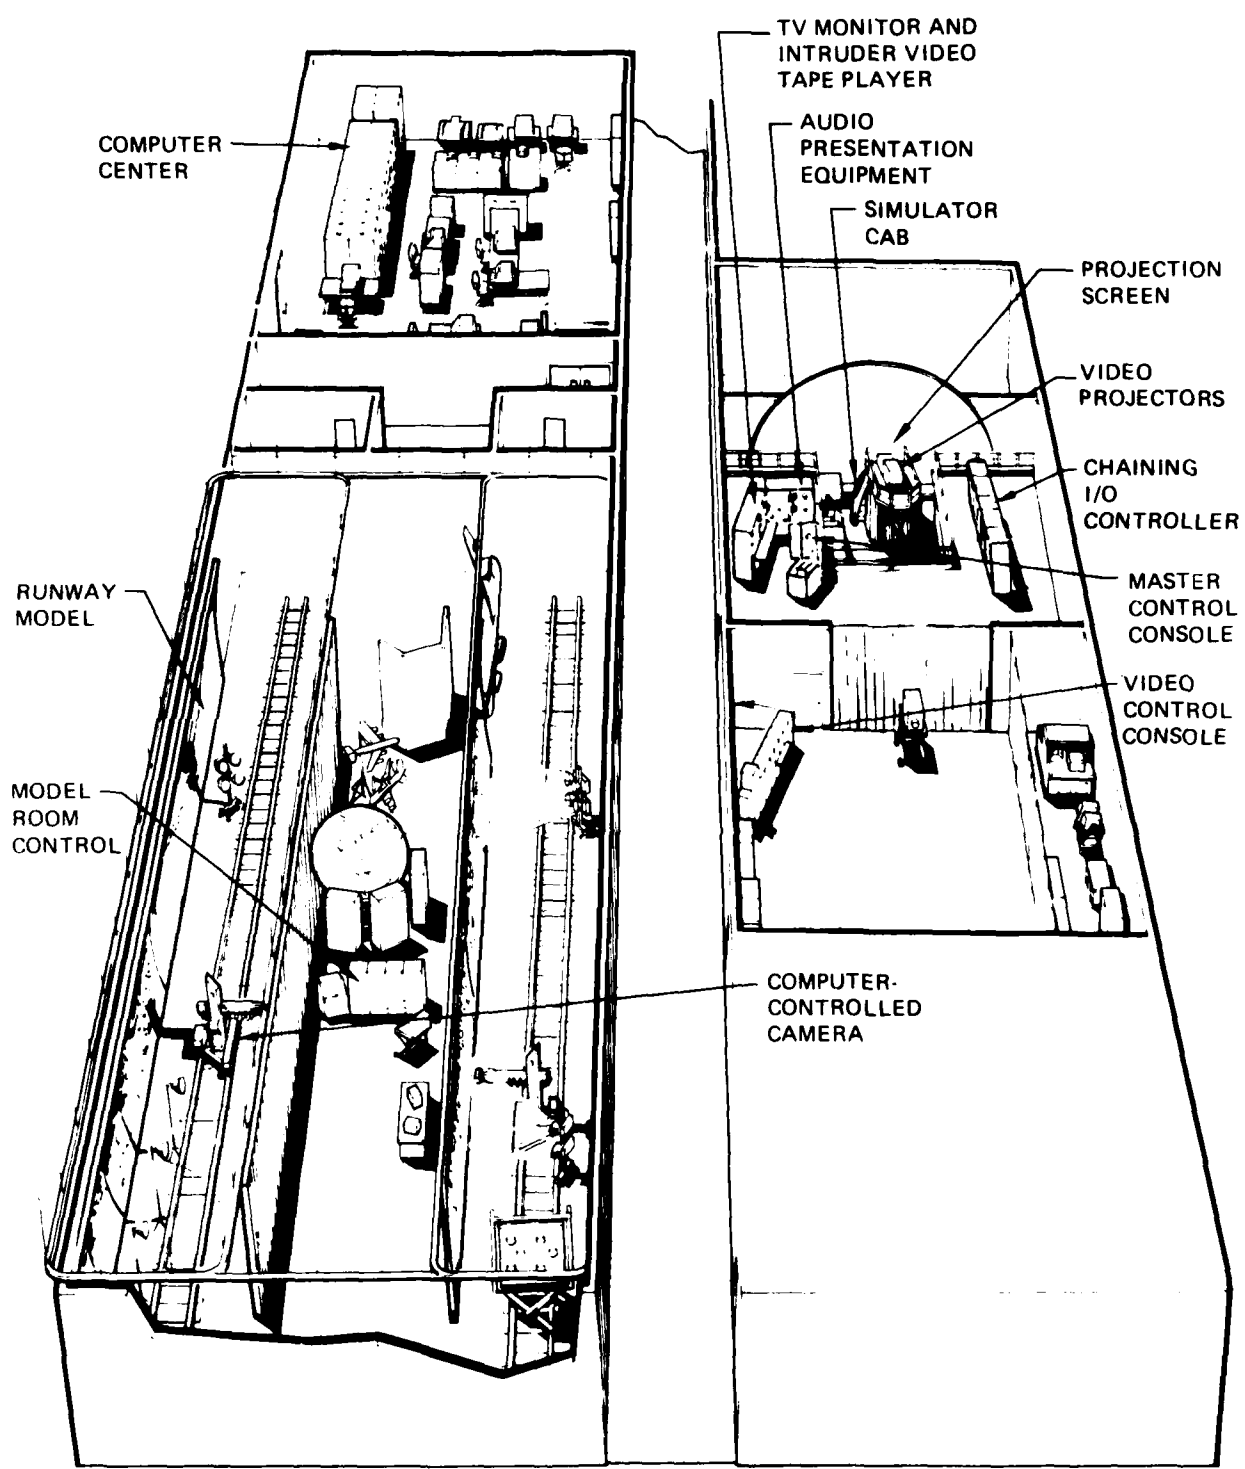 TV MONITOR AND
INTRUDER VIDEO
TAPE PLAYER
AUDIO
PRESENTATION
EQUIPMENT
COMPUTER
CENTER
SIMULATOR
CAB
PROJECTION
SCREEN
VIDEO
PROJECTORS
CHAINING
I/O
CONTROLLER
RUNWAY
MODEL
MASTER
CONTROL
CONSOLE
VIDEO
CONTROL
CONSOLE
MODEL
ROOM
CONTROL
COMPUTER-
CONTROLLED
CAMERA